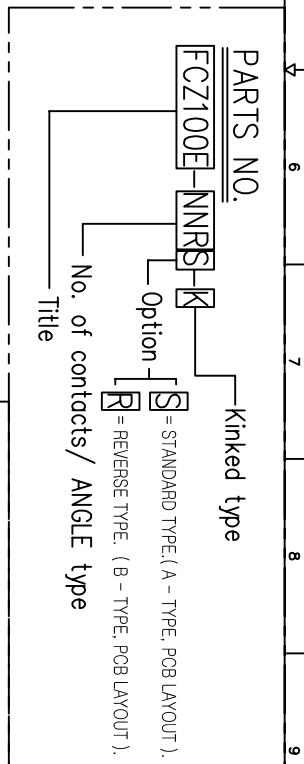 6 7 8 9
PARTS NO.
FCZ100E-NNRS-K
Kinked type
Option
S = STANDARD TYPE.( A - TYPE, PCB LAYOUT ).
R = REVERSE TYPE. ( B - TYPE, PCB LAYOUT ).
No. of contacts/ ANGLE type
Title